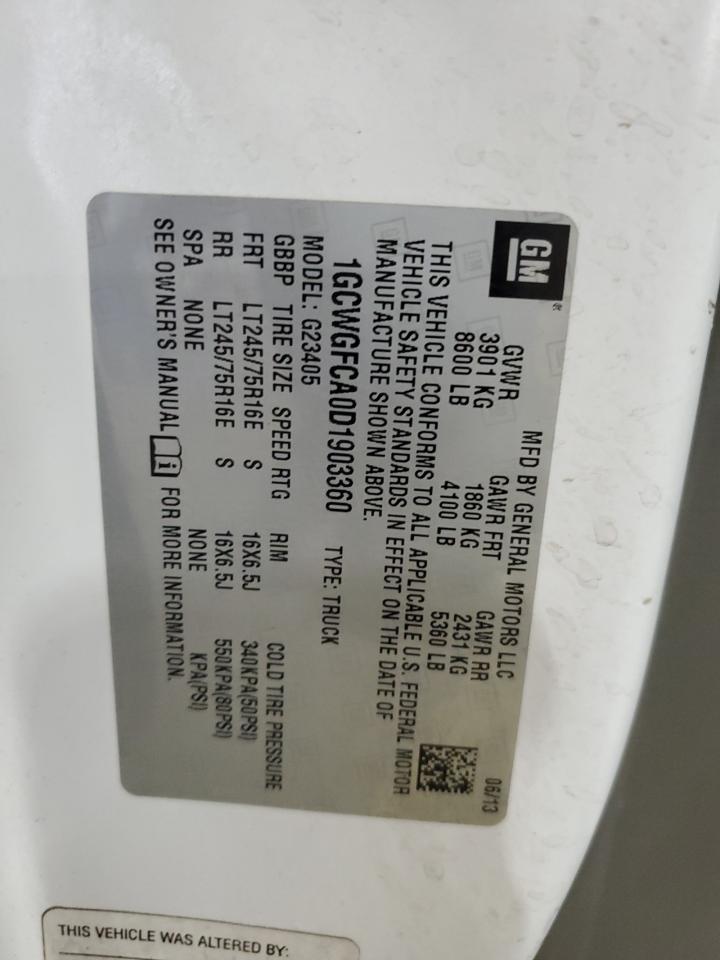 GM
MFD BY GENERAL MOTORS LLC 06/13
GVWR GAWR FRT GAWR RR
3901 KG 1860 KG 2431 KG
8600 LB 4100 LB 5360 LB
THIS VEHICLE CONFORMS TO ALL APPLICABLE U.S. FEDERAL MOTOR
VEHICLE SAFETY STANDARDS IN EFFECT ON THE DATE OF
MANUFACTURE SHOWN ABOVE.
1GCWGFCA0D1903360 TYPE: TRUCK
MODEL: G23405
GBBP TIRE SIZE SPEED RTG RIM COLD TIRE PRESSURE
FRT LT245/75R16E S 16X6.5J 340KPA(50PSI)
RR LT245/75R16E S 16X6.5J 550KPA(80PSI)
SPA NONE NONE KPA(PSI)
SEE OWNER'S MANUAL FOR MORE INFORMATION.
THIS VEHICLE WAS ALTERED BY: